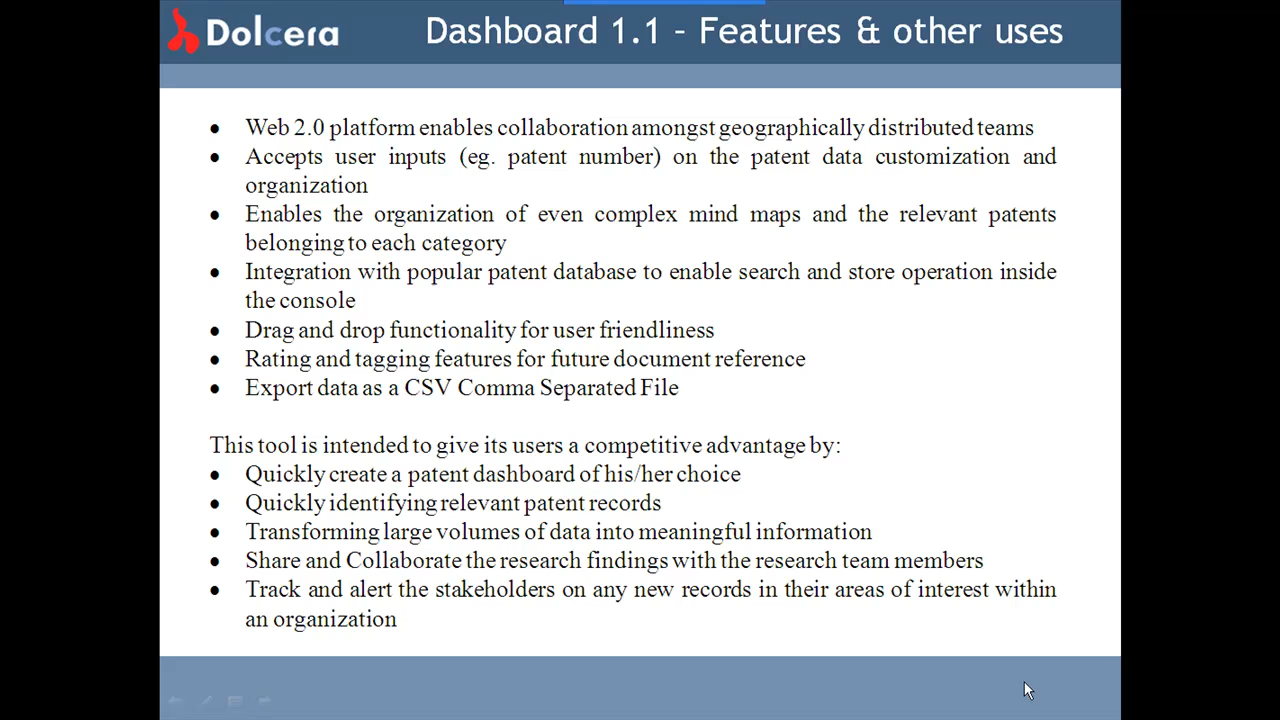 Dolcera
Dashboard 1.1 – Features & other uses
• Web 2.0 platform enables collaboration amongst geographically distributed teams
• Accepts user inputs (eg. patent number) on the patent data customization and
organization
• Enables the organization of even complex mind maps and the relevant patents
belonging to each category
• Integration with popular patent database to enable search and store operation inside
the console
• Drag and drop functionality for user friendliness
• Rating and tagging features for future document reference
• Export data as a CSV Comma Separated File
This tool is intended to give its users a competitive advantage by:
• Quickly create a patent dashboard of his/her choice
• Quickly identifying relevant patent records
• Transforming large volumes of data into meaningful information
• Share and Collaborate the research findings with the research team members
• Track and alert the stakeholders on any new records in their areas of interest within
an organization